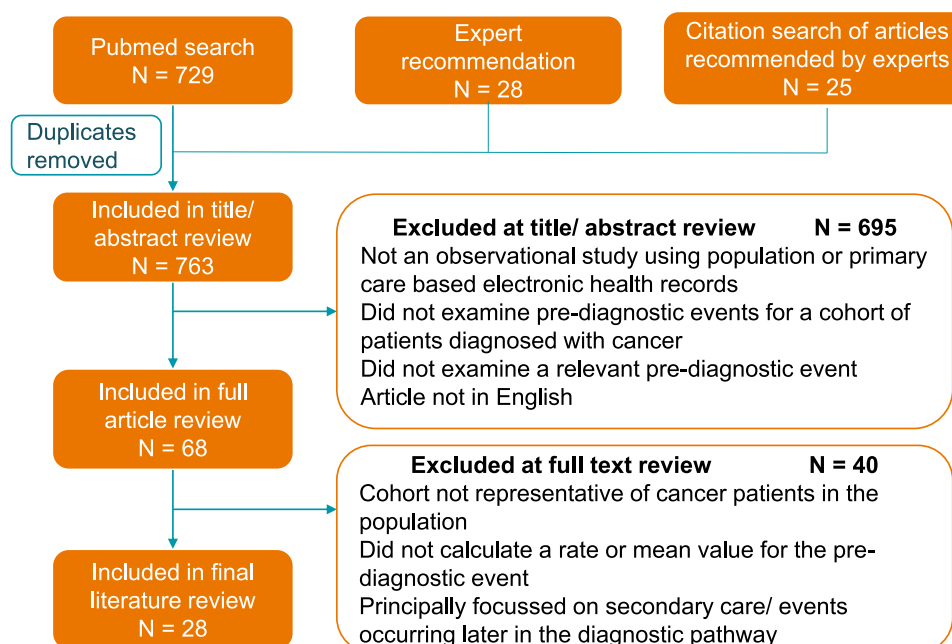 Pubmed search
N = 729
Expert
recommendation
N = 28
Citation search of articles
recommended by experts
N = 25
Duplicates
removed
Included in title/
abstract review
N = 763
Excluded at title/ abstract review N = 695
Not an observational study using population or primary
care based electronic health records
Did not examine pre-diagnostic events for a cohort of
patients diagnosed with cancer
Did not examine a relevant pre-diagnostic event
Article not in English
Included in full
article review
N = 68
Excluded at full text review N = 40
Cohort not representative of cancer patients in the
population
Did not calculate a rate or mean value for the pre-
diagnostic event
Principally focussed on secondary care/ events
occurring later in the diagnostic pathway
Included in final
literature review
N = 28